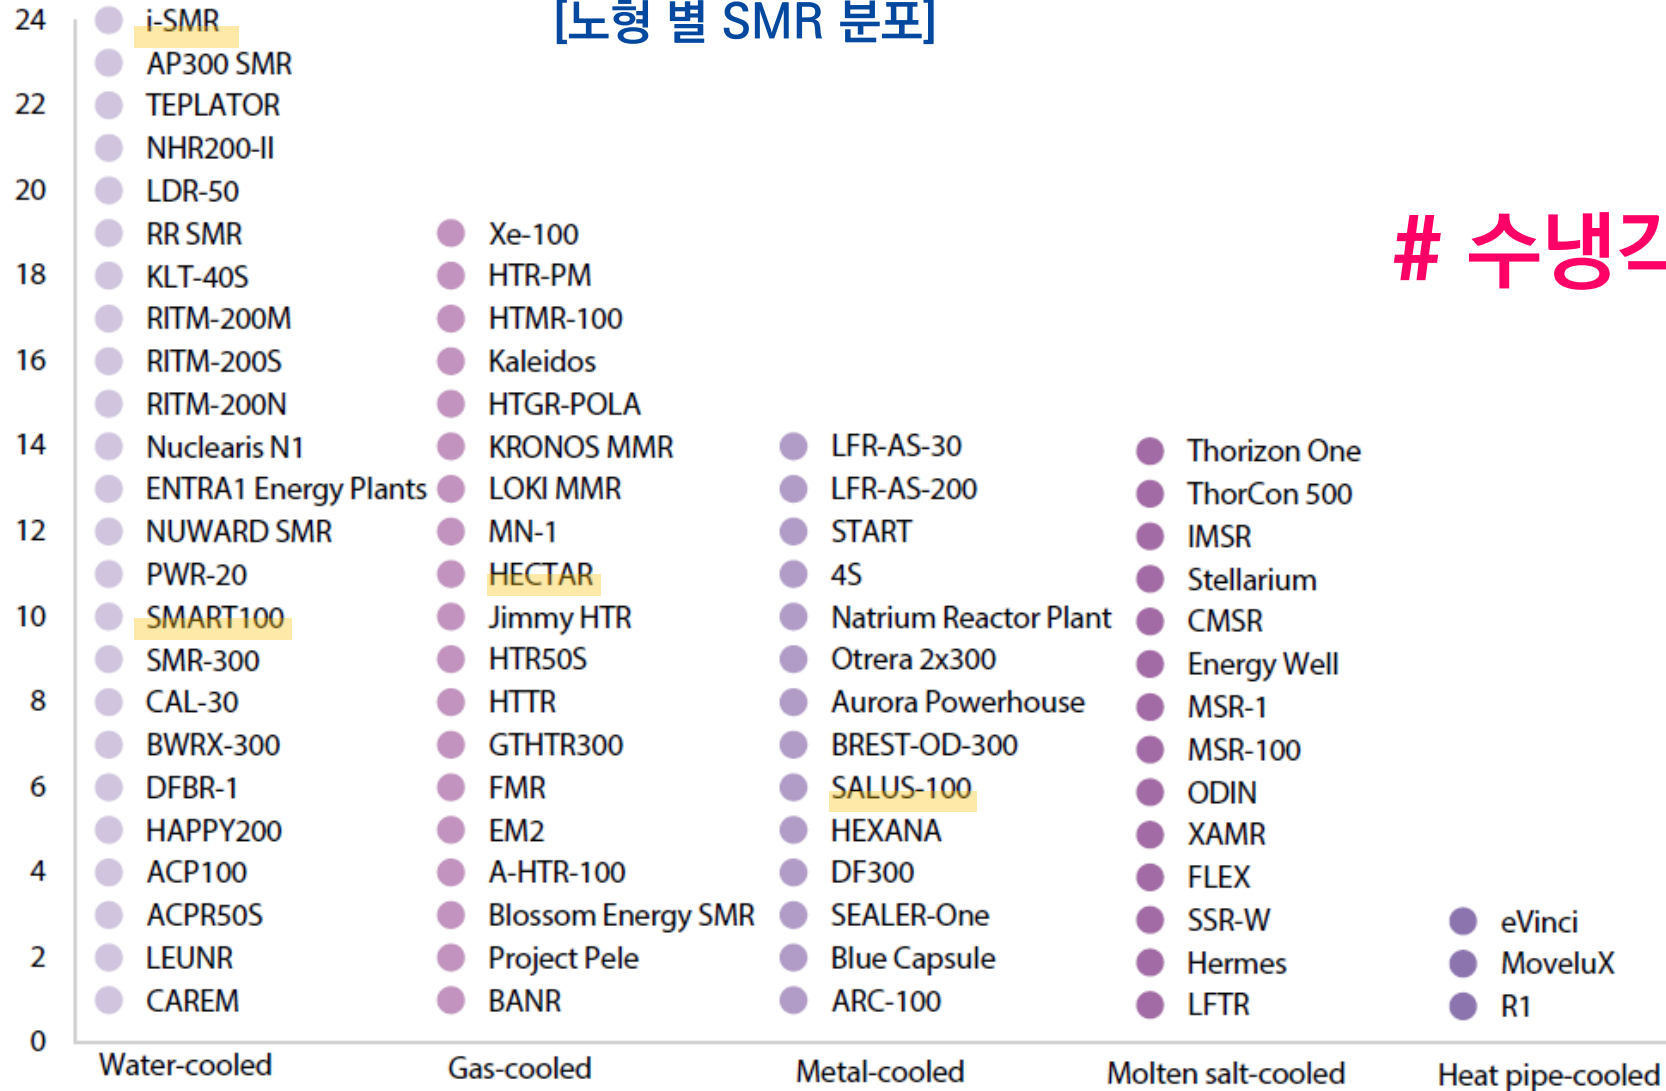 [노형 별 SMR 분포]
# 수냉각
24
22
20
18
16
14
12
10
8
6
4
2
0
i-SMR
AP300 SMR
TEPLATOR
NHR200-II
LDR-50
RR SMR
KLT-40S
RITM-200M
RITM-200S
RITM-200N
Nuclearis N1
ENTRA1 Energy Plants
NUWARD SMR
PWR-20
SMART100
SMR-300
CAL-30
BWRX-300
DFBR-1
HAPPY200
ACP100
ACPR50S
LEUNR
CAREM
Water-cooled
Xe-100
HTR-PM
HTMR-100
Kaleidos
HTGR-POLA
KRONOS MMR
LOKI MMR
MN-1
HECTAR
Jimmy HTR
HTR50S
HTTR
GTHTR300
FMR
EM2
A-HTR-100
Blossom Energy SMR
Project Pele
BANR
Gas-cooled
LFR-AS-30
LFR-AS-200
START
4S
Natrium Reactor Plant
Otrera 2x300
Aurora Powerhouse
BREST-OD-300
SALUS-100
HEXANA
DF300
SEALER-One
Blue Capsule
ARC-100
Metal-cooled
Thorizon One
ThorCon 500
IMSR
Stellarium
CMSR
Energy Well
MSR-1
MSR-100
ODIN
XAMR
FLEX
SSR-W
Hermes
LFTR
Molten salt-cooled
eVinci
MoveluX
R1
Heat pipe-cooled